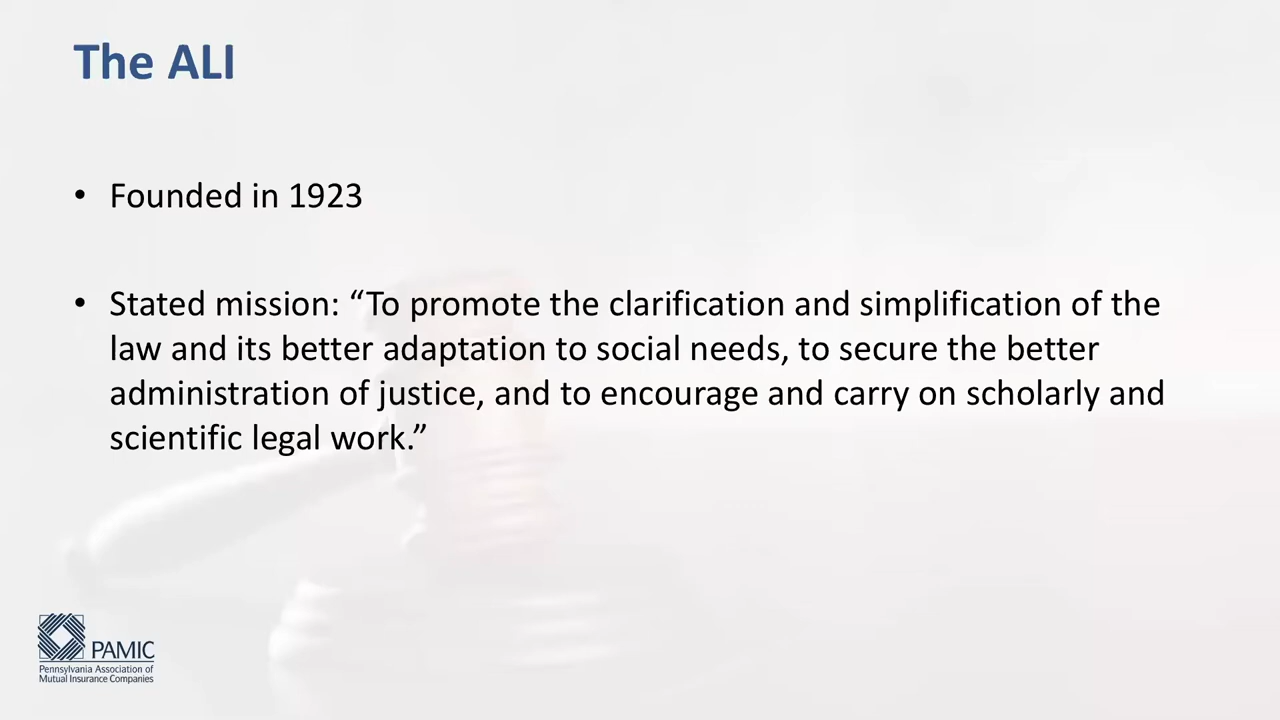 The ALI
• Founded in 1923
• Stated mission: “To promote the clarification and simplification of the
law and its better adaptation to social needs, to secure the better
administration of justice, and to encourage and carry on scholarly and
scientific legal work.”
PAMIC
Pennsylvania Association of
Mutual Insurance Companies